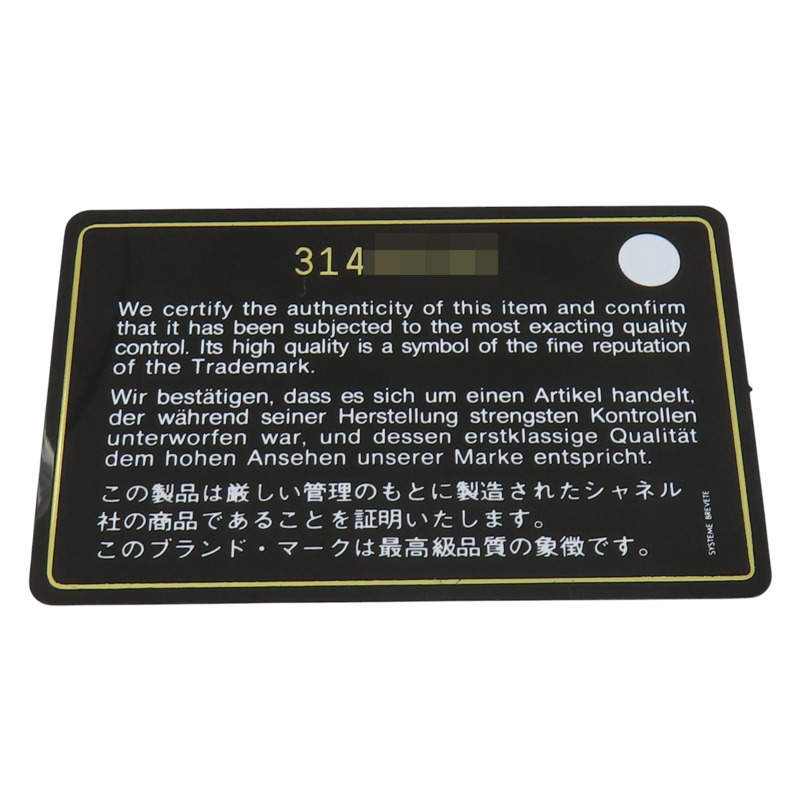 314
We certify the authenticity of this item and confirm
that it has been subjected to the most exacting quality
control. Its high quality is a symbol of the fine reputation
of the Trademark.
Wir bestätigen, dass es sich um einen Artikel handelt,
der während seiner Herstellung strengsten Kontrollen
unterworfen war, und dessen erstklassige Qualität
dem hohen Ansehen unserer Marke entspricht.
この製品は厳しい管理のもとに製造されたシャネル
社の商品であることを証明いたします。
このブランド・マークは最高級品質の象徴です。
SYSTEME BREVETE